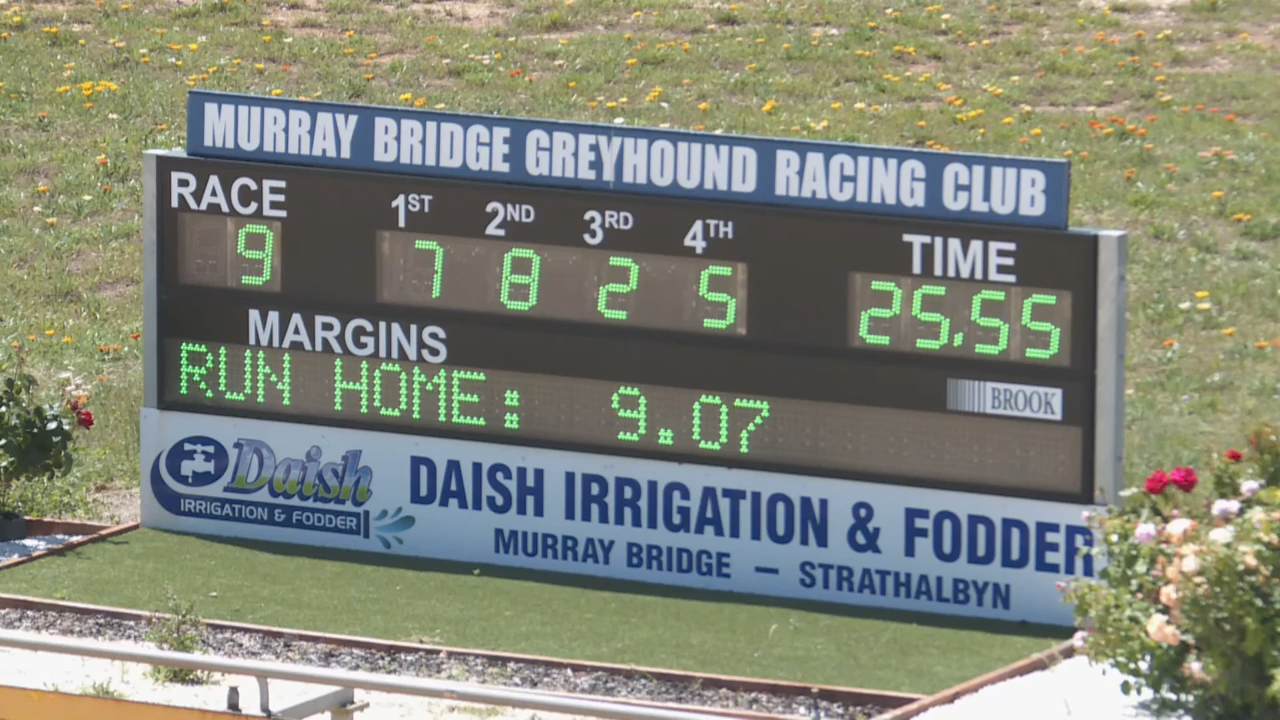 MURRAY BRIDGE GREYHOUND RACING CLUB
RACE 1ST 2ND 3RD 4TH TIME
9 7 8 2 5 25.55
MARGINS
RUN HOME: 9.07
BROOK
Daish
IRRIGATION & FODDER
DAISH IRRIGATION & FODDER
MURRAY BRIDGE – STRATHALBYN